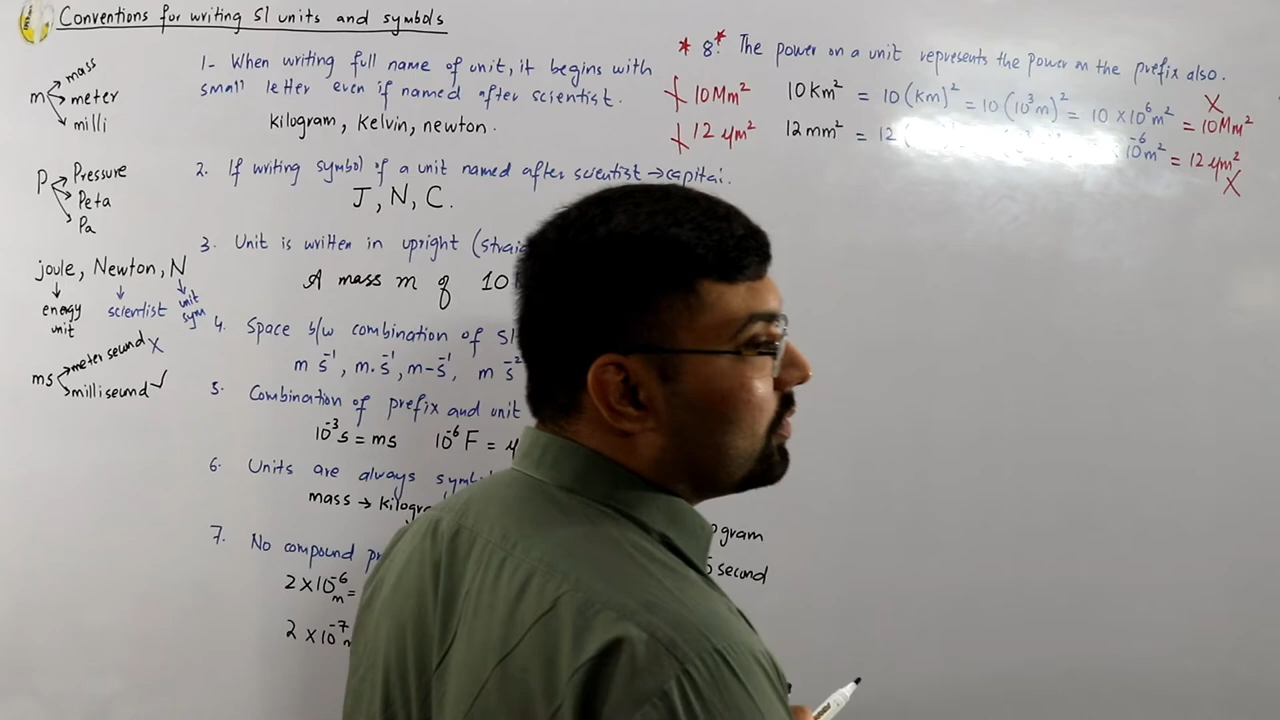 Conventions for writing SI units and symbols
m
mass
meter
milli
P
Pressure
Peta
Pa
joule, Newton, N
energy unit
scientist
unit sym
ms
meter second X
millisecond ✓
1- When writing full name of unit, it begins with
small letter even if named after scientist.
kilogram, kelvin, newton.
2. If writing symbol of a unit named after scientist → capital.
J, N, C.
3. Unit is written in upright
A mass m of 10
4. Space b/w combination of SI
m s⁻¹, m·s⁻¹, m-s⁻¹, m s⁻²
5. Combination of prefix and unit
10⁻³s = ms 10⁻⁶F =
6. Units are always
mass →
7. No compound
2×10⁻⁶m =
2×10⁻⁷
second
* 8.* The power on a unit represents the power on the prefix also.
X 10Mm² 10km² = 10(km)² = 10(10³m)² = 10×10⁶m² = 10Mm² X
X 12μm² 12mm² = 12( 10⁻⁶m² = 12μm² X